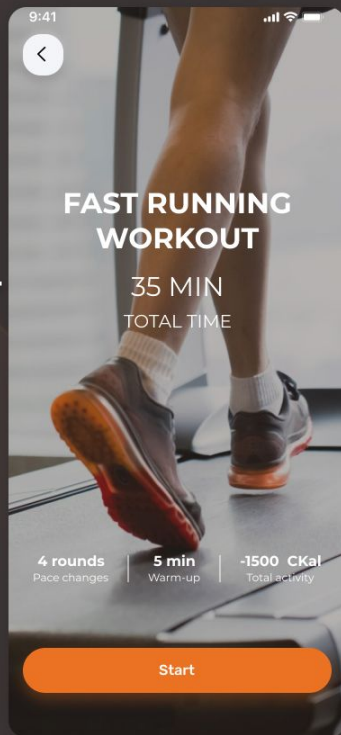 9:41
FAST RUNNING
WORKOUT
35 MIN
TOTAL TIME
4 rounds
Pace changes
5 min
Warm-up
-1500 CKal
Total activity
Start